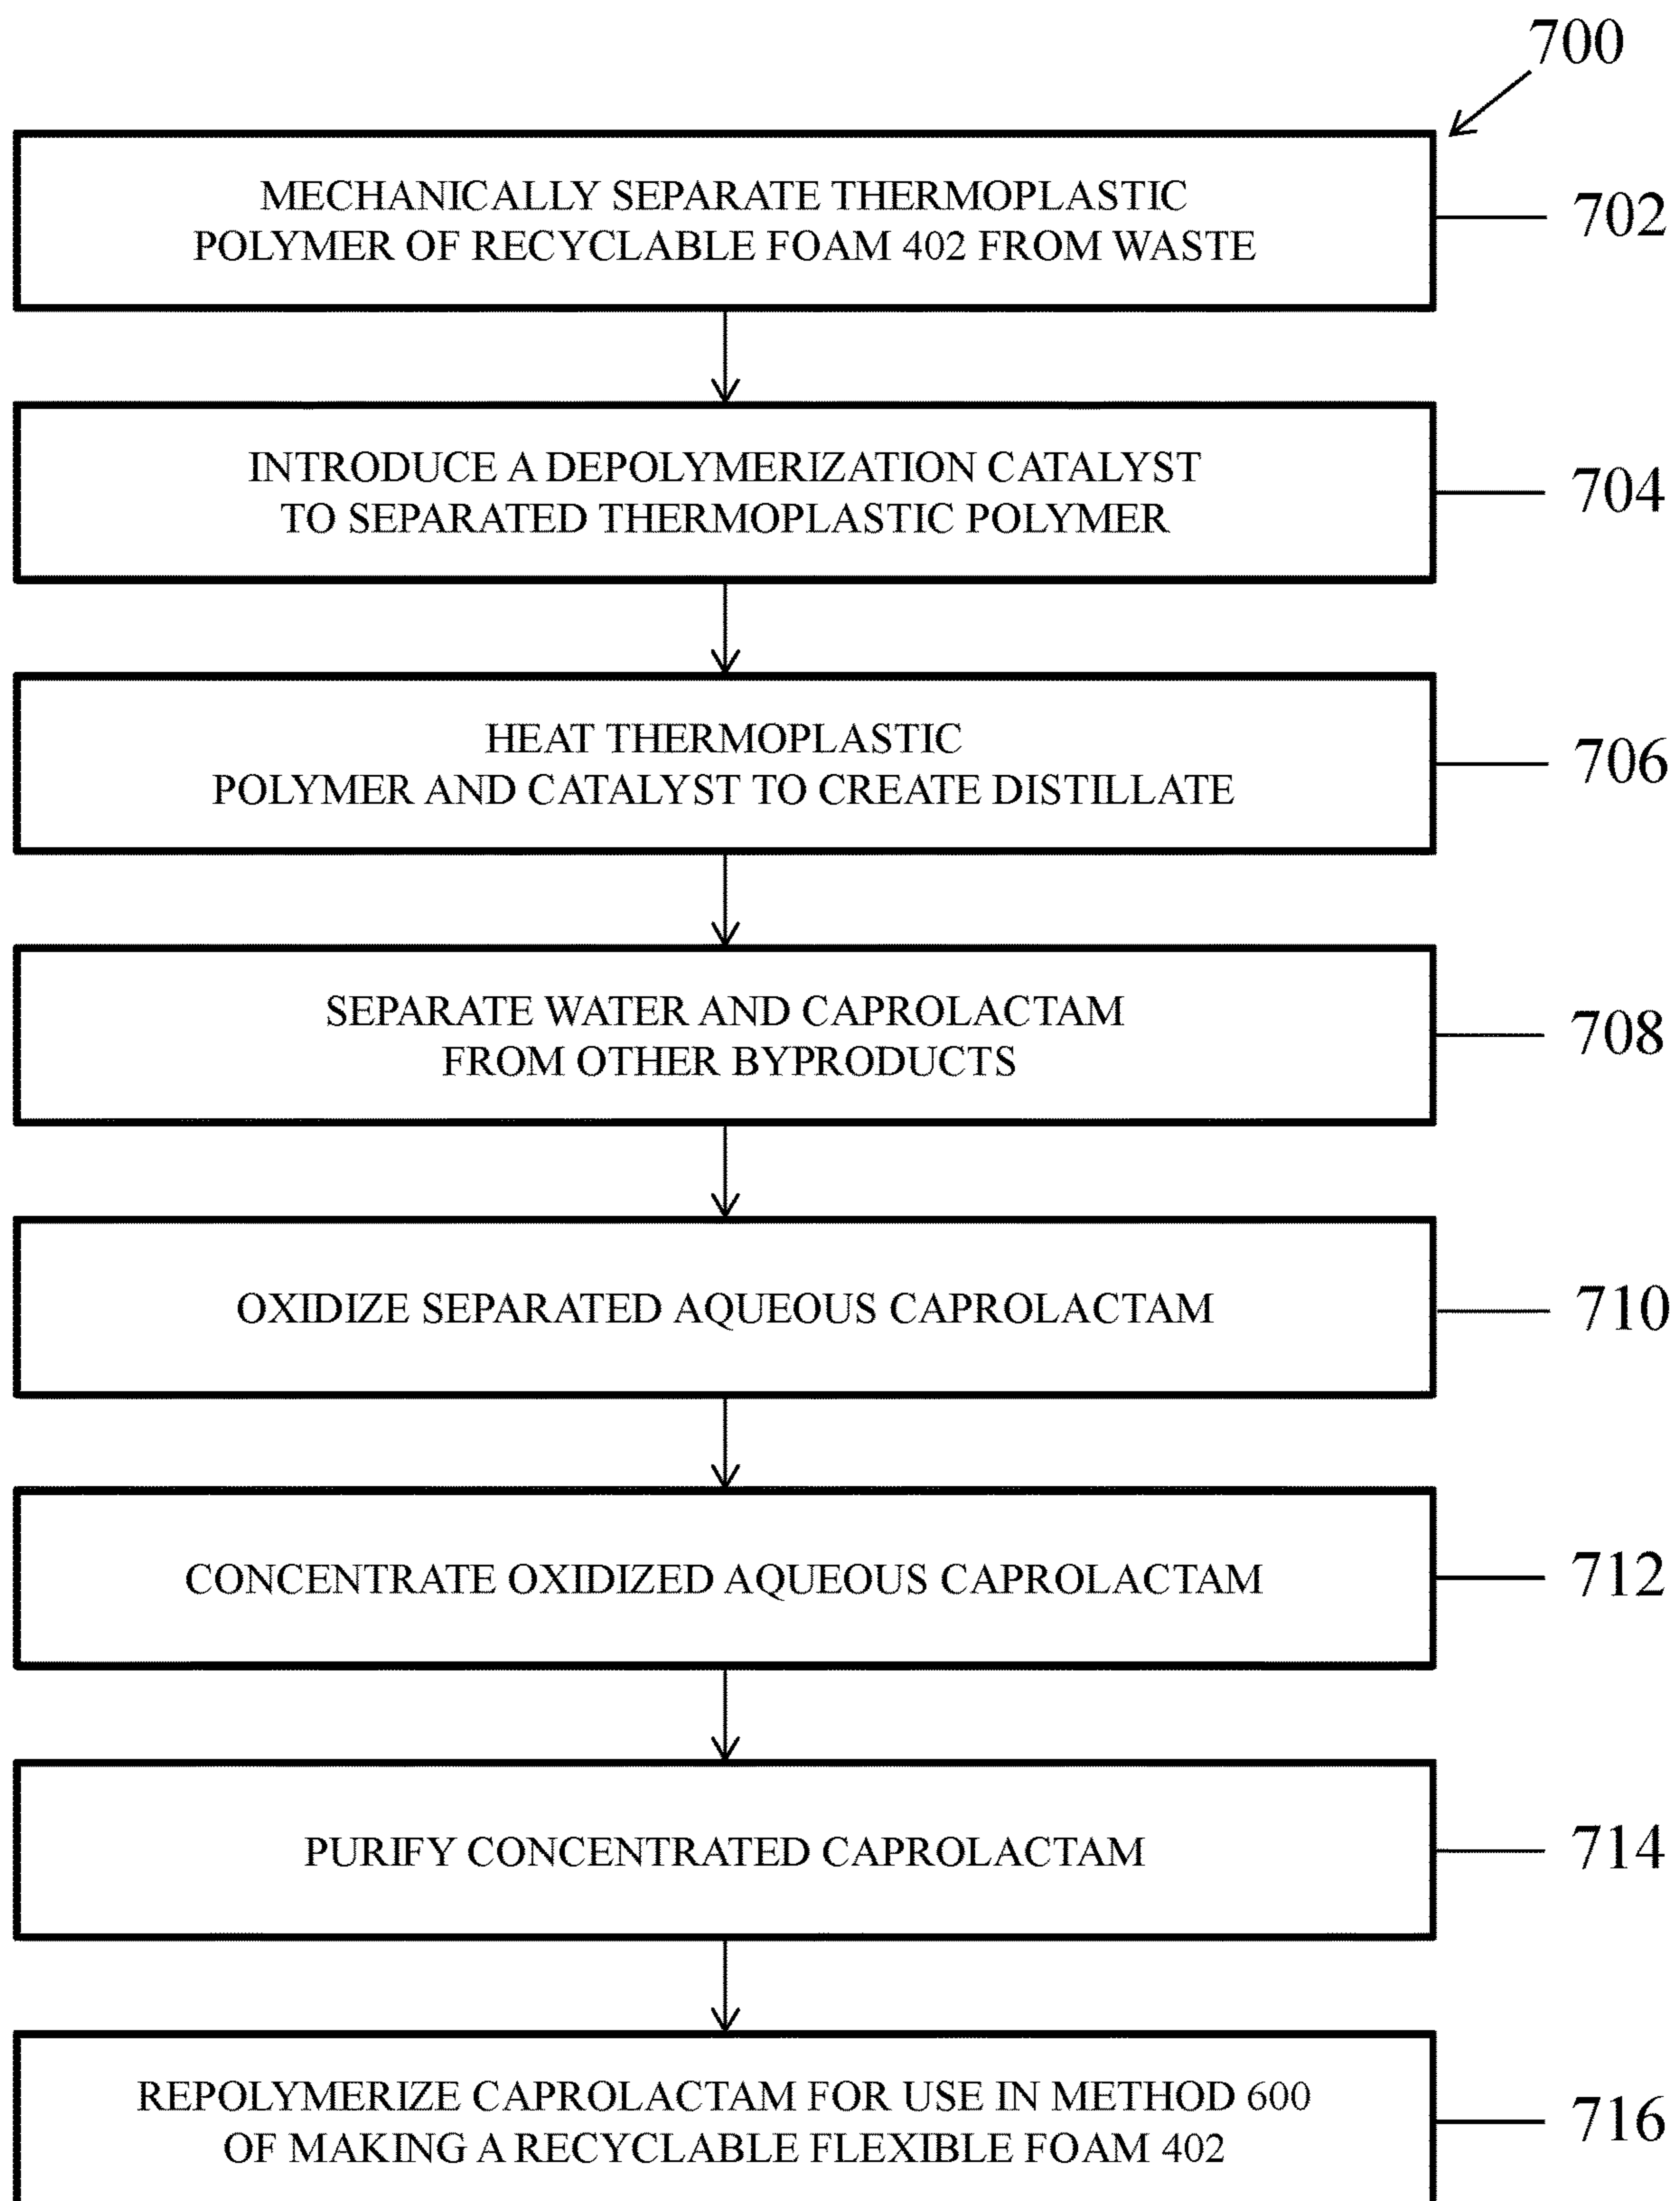 700
MECHANICALLY SEPARATE THERMOPLASTIC
POLYMER OF RECYCLABLE FOAM 402 FROM WASTE
702
INTRODUCE A DEPOLYMERIZATION CATALYST
TO SEPARATED THERMOPLASTIC POLYMER
704
HEAT THERMOPLASTIC
POLYMER AND CATALYST TO CREATE DISTILLATE
706
SEPARATE WATER AND CAPROLACTAM
FROM OTHER BYPRODUCTS
708
OXIDIZE SEPARATED AQUEOUS CAPROLACTAM
710
CONCENTRATE OXIDIZED AQUEOUS CAPROLACTAM
712
PURIFY CONCENTRATED CAPROLACTAM
714
REPOLYMERIZE CAPROLACTAM FOR USE IN METHOD 600
OF MAKING A RECYCLABLE FLEXIBLE FOAM 402
716